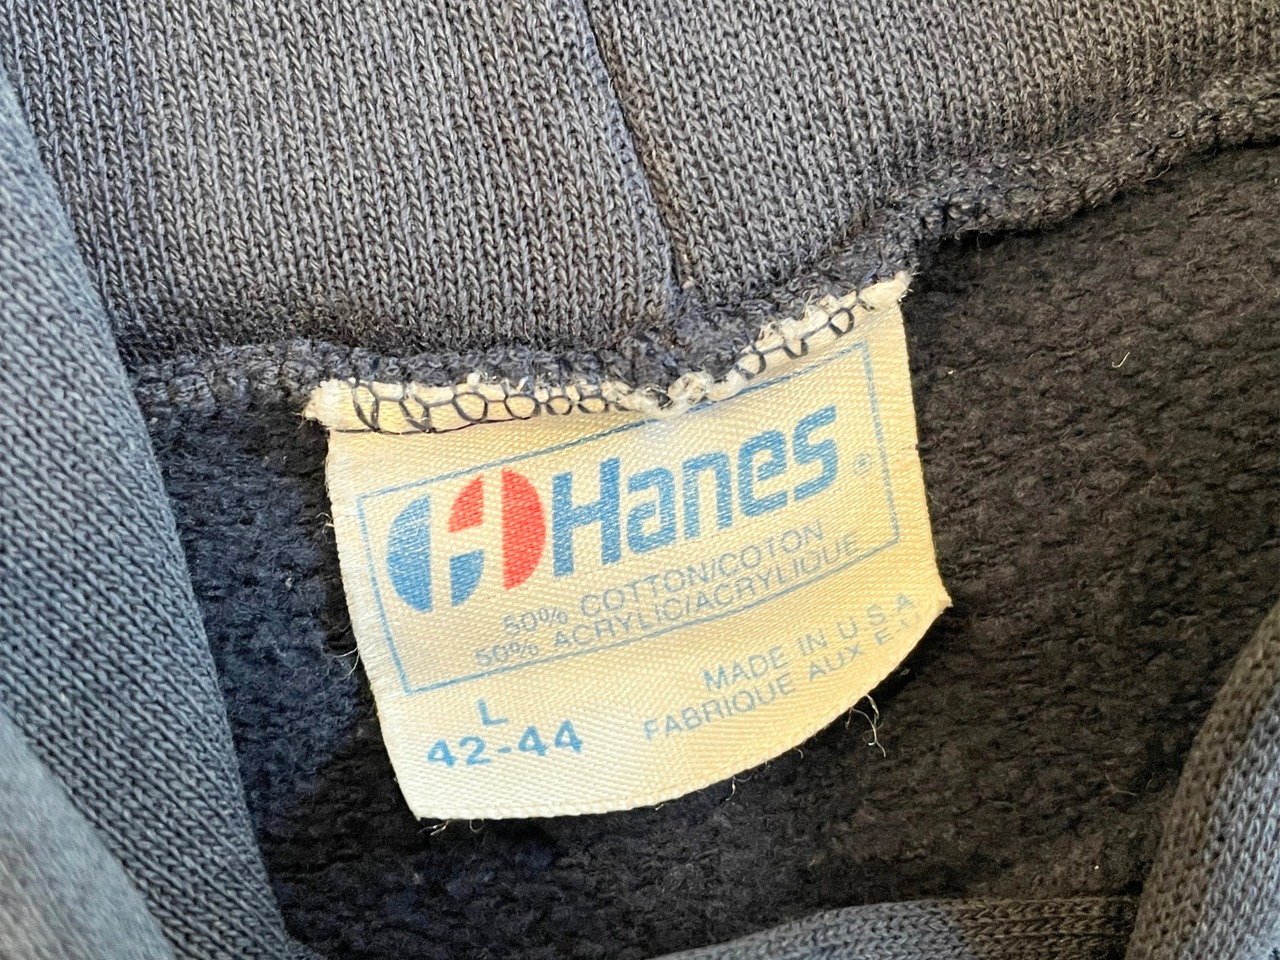 Hanes ®
50% COTTON/COTON
50% ACRYLIC/ACRYLIQUE
L
42-44
MADE IN U S A
FABRIQUE AUX E-U